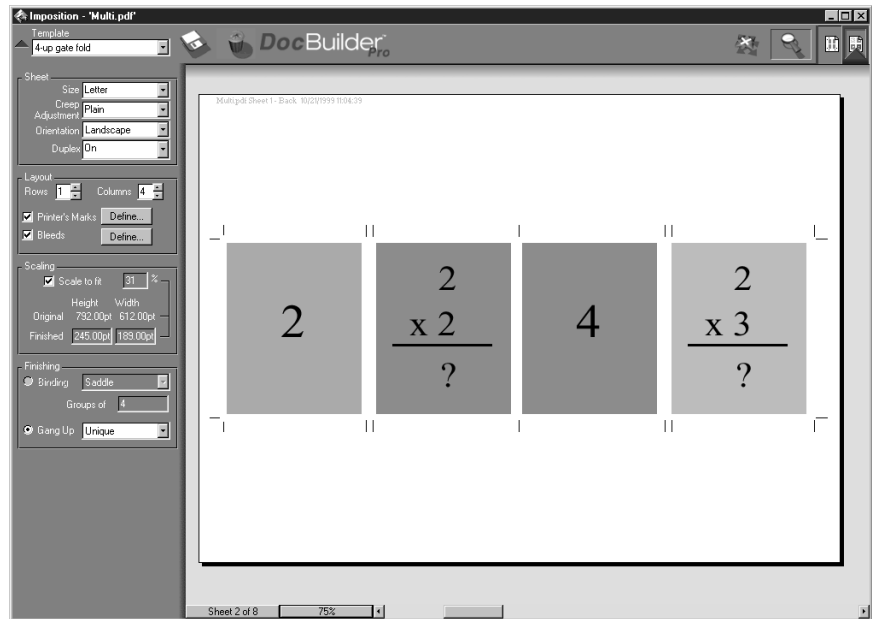 Imposition - 'Multi.pdf'
Template
4-up gate fold
DocBuilder Pro
Sheet
Size Letter
Creep Adjustment Plain
Orientation Landscape
Duplex On
Layout
Rows 1 Columns 4
Printer's Marks Define...
Bleeds Define...
Scaling
Scale to fit 31 %
Height Width
Original 792.00pt 612.00pt
Finished 245.00pt 189.00pt
Finishing
Binding Saddle
Groups of 4
Gang Up Unique
Multi.pdf Sheet 1 - Back 10/21/1999 11:04:39
2
2
x 2
?
4
2
x 3
?
Sheet 2 of 8 75%